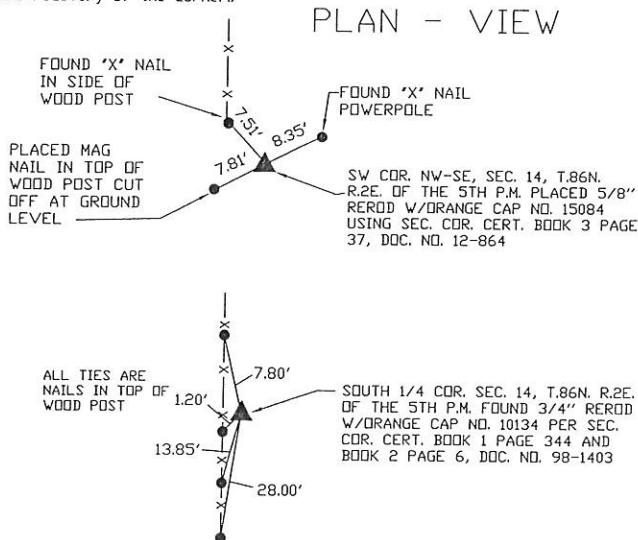 PLAN - VIEW
FOUND "X" NAIL
IN SIDE OF
WOOD POST
FOUND "X" NAIL
POWERPOLE
7.51'
8.35'
7.81'
PLACED MAG
NAIL IN TOP OF
WOOD POST CUT
OFF AT GROUND
LEVEL
SW COR. NW-SE, SEC. 14, T.86N.
R.2E. OF THE 5TH P.M. PLACED 5/8"
REROD W/ORANGE CAP NO. 15084
USING SEC. COR. CERT. BOOK 3 PAGE
37, DOC. NO. 12-864
ALL TIES ARE
NAILS IN TOP OF
WOOD POST
7.80'
1.20'
13.85'
28.00'
SOUTH 1/4 COR. SEC. 14, T.86N. R.2E.
OF THE 5TH P.M. FOUND 3/4" REROD
W/ORANGE CAP NO. 10134 PER SEC.
COR. CERT. BOOK 1 PAGE 344 AND
BOOK 2 PAGE 6, DOC. NO. 98-1403